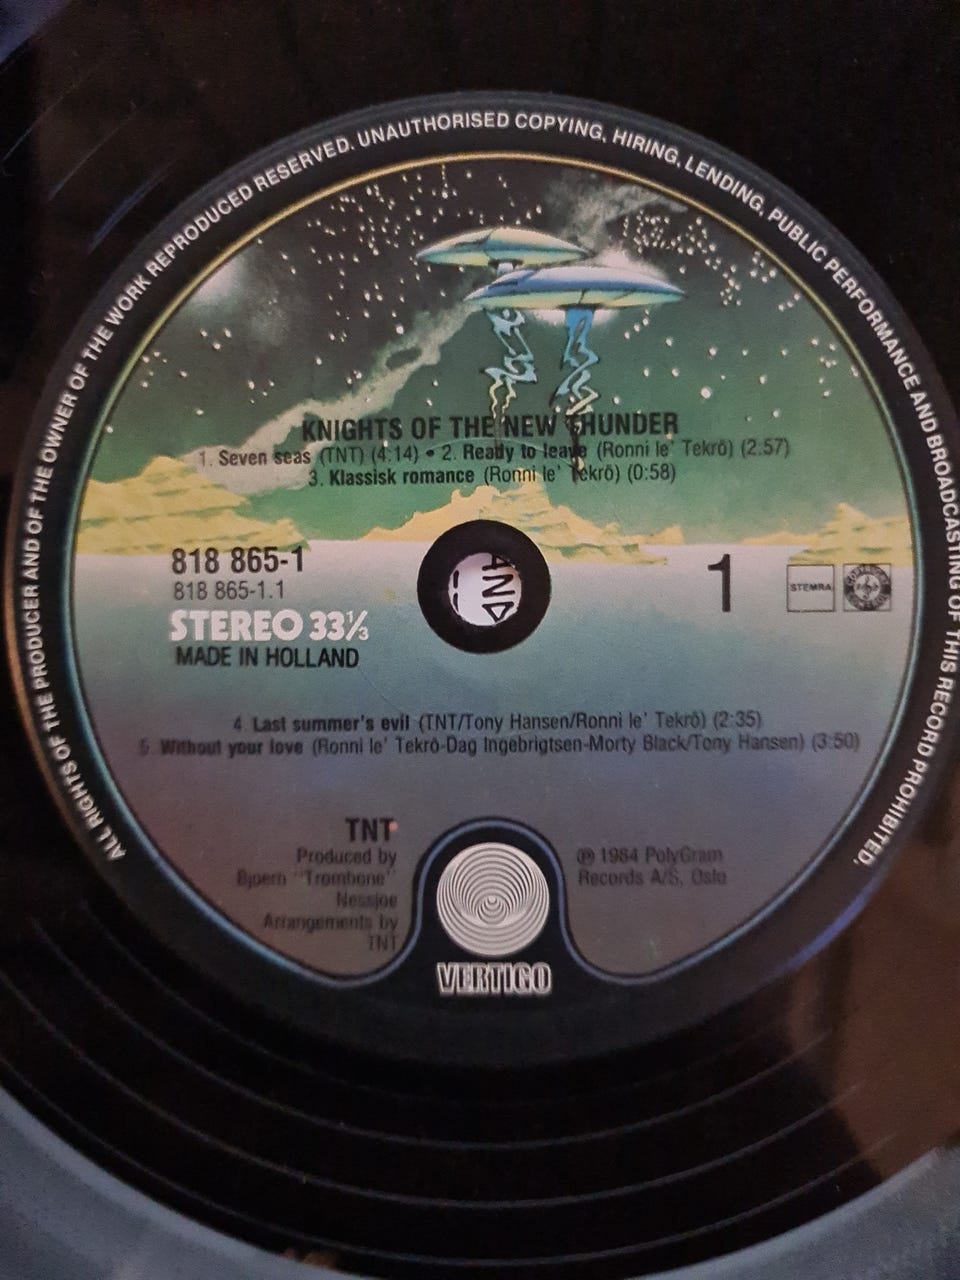 ALL RIGHTS OF THE PRODUCER AND OF THE OWNER OF THE WORK REPRODUCED RESERVED. UNAUTHORISED COPYING, HIRING, LENDING, PUBLIC PERFORMANCE AND BROADCASTING OF THIS RECORD PROHIBITED.
KNIGHTS OF THE NEW THUNDER
1. Seven seas (TNT) (4:14) • 2. Ready to leave (Ronni le' Tekrö) (2:57)
3. Klassisk romance (Ronni le' Tekrö) (0:58)
818 865-1
818 865-1.1
STEREO 33⅓
MADE IN HOLLAND
AND
1
STEMRA
4. Last summer's evil (TNT/Tony Hansen/Ronni le' Tekrö) (2:35)
5. Without your love (Ronni le' Tekrö-Dag Ingebrigtsen-Morty Black/Tony Hansen) (3:50)
TNT
Produced by
Bjoern "Trombone"
Nessjoe
Arrangements by
TNT
℗ 1984 PolyGram
Records A/S, Oslo
VERTIGO